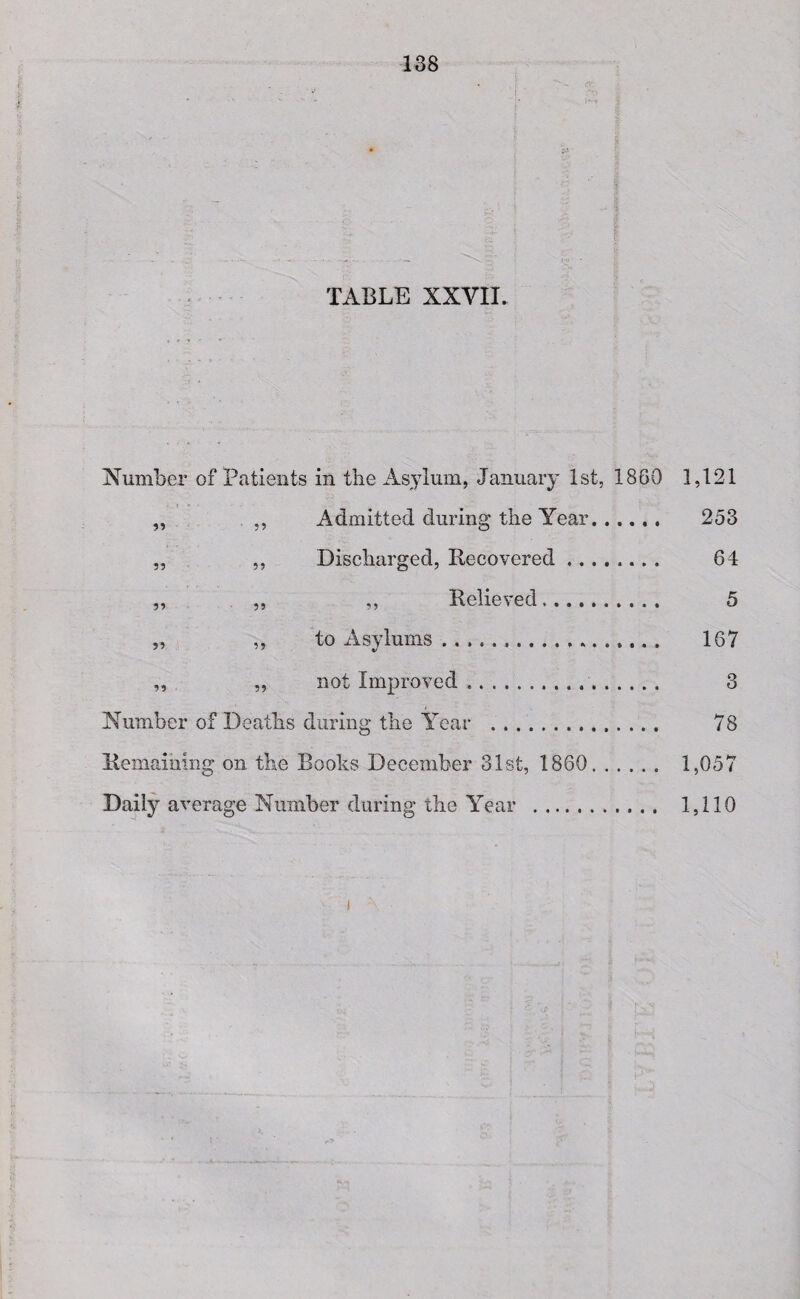 138
TABLE XXVII.
Number of Patients in the Asylum, January 1st, 1860 1,121
„ „ Admitted during the Year...... 253
„ „ Discharged, Recovered ........ 64
„ „ „ Relieved........... 5
„ „ to Asylums ................... 167
„ „ not Improved ................. 3
Number of Deaths during the Year ............... 78
Remaining on the Books December 31st, 1860...... 1,057
Daily average Number during the Year ............ 1,110